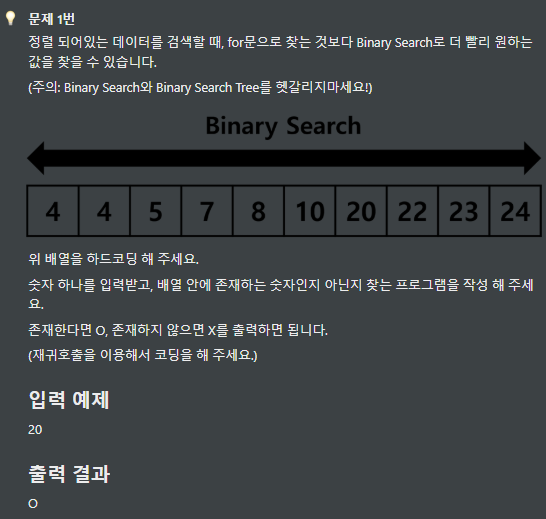 문제 1번
정렬 되어있는 데이터를 검색할 때, for문으로 찾는 것보다 Binary Search로 더 빨리 원하는
값을 찾을 수 있습니다.
(주의: Binary Search와 Binary Search Tree를 헷갈리지마세요!)
Binary Search
4 4 5 7 8 10 20 22 23 24
위 배열을 하드코딩 해 주세요.
숫자 하나를 입력받고, 배열 안에 존재하는 숫자인지 아닌지 찾는 프로그램을 작성 해 주세
요.
존재한다면 O, 존재하지 않으면 X를 출력하면 됩니다.
(재귀호출을 이용해서 코딩을 해 주세요.)
입력 예제
20
출력 결과
O